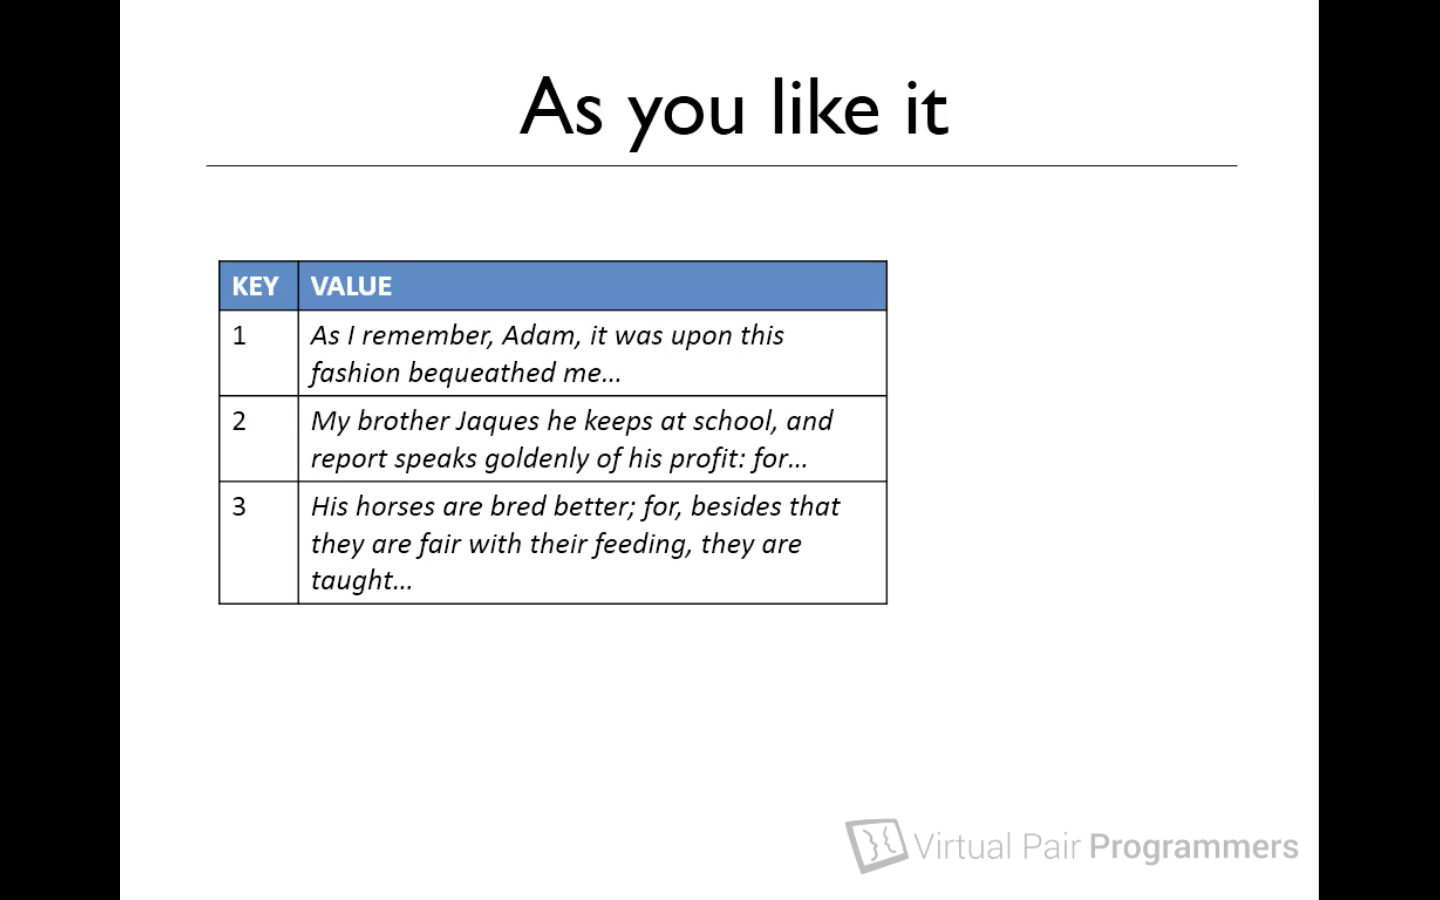 As you like it
KEY VALUE
1 As I remember, Adam, it was upon this
fashion bequeathed me...
2 My brother Jaques he keeps at school, and
report speaks goldenly of his profit: for...
3 His horses are bred better; for, besides that
they are fair with their feeding, they are
taught...
Virtual Pair Programmers